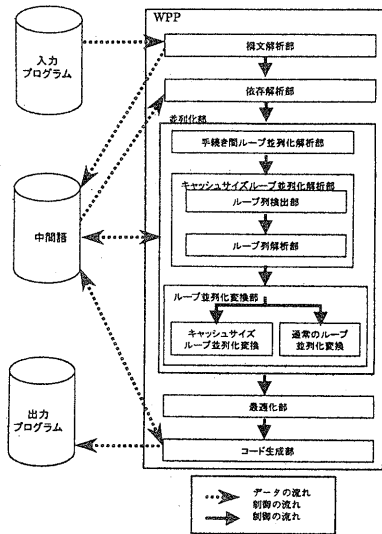 WPP
入力
プログラム
構文解析部
依存解析部
並列化部
手続き間ループ並列化解析部
キャッシュサイズループ並列化解析部
ループ列検出部
ループ列解析部
中間語
ループ並列化変換部
キャッシュサイズ
ループ並列化変換
通常のループ
並列化変換
出力
プログラム
最適化部
コード生成部
データの流れ
制御の流れ
制御の流れ